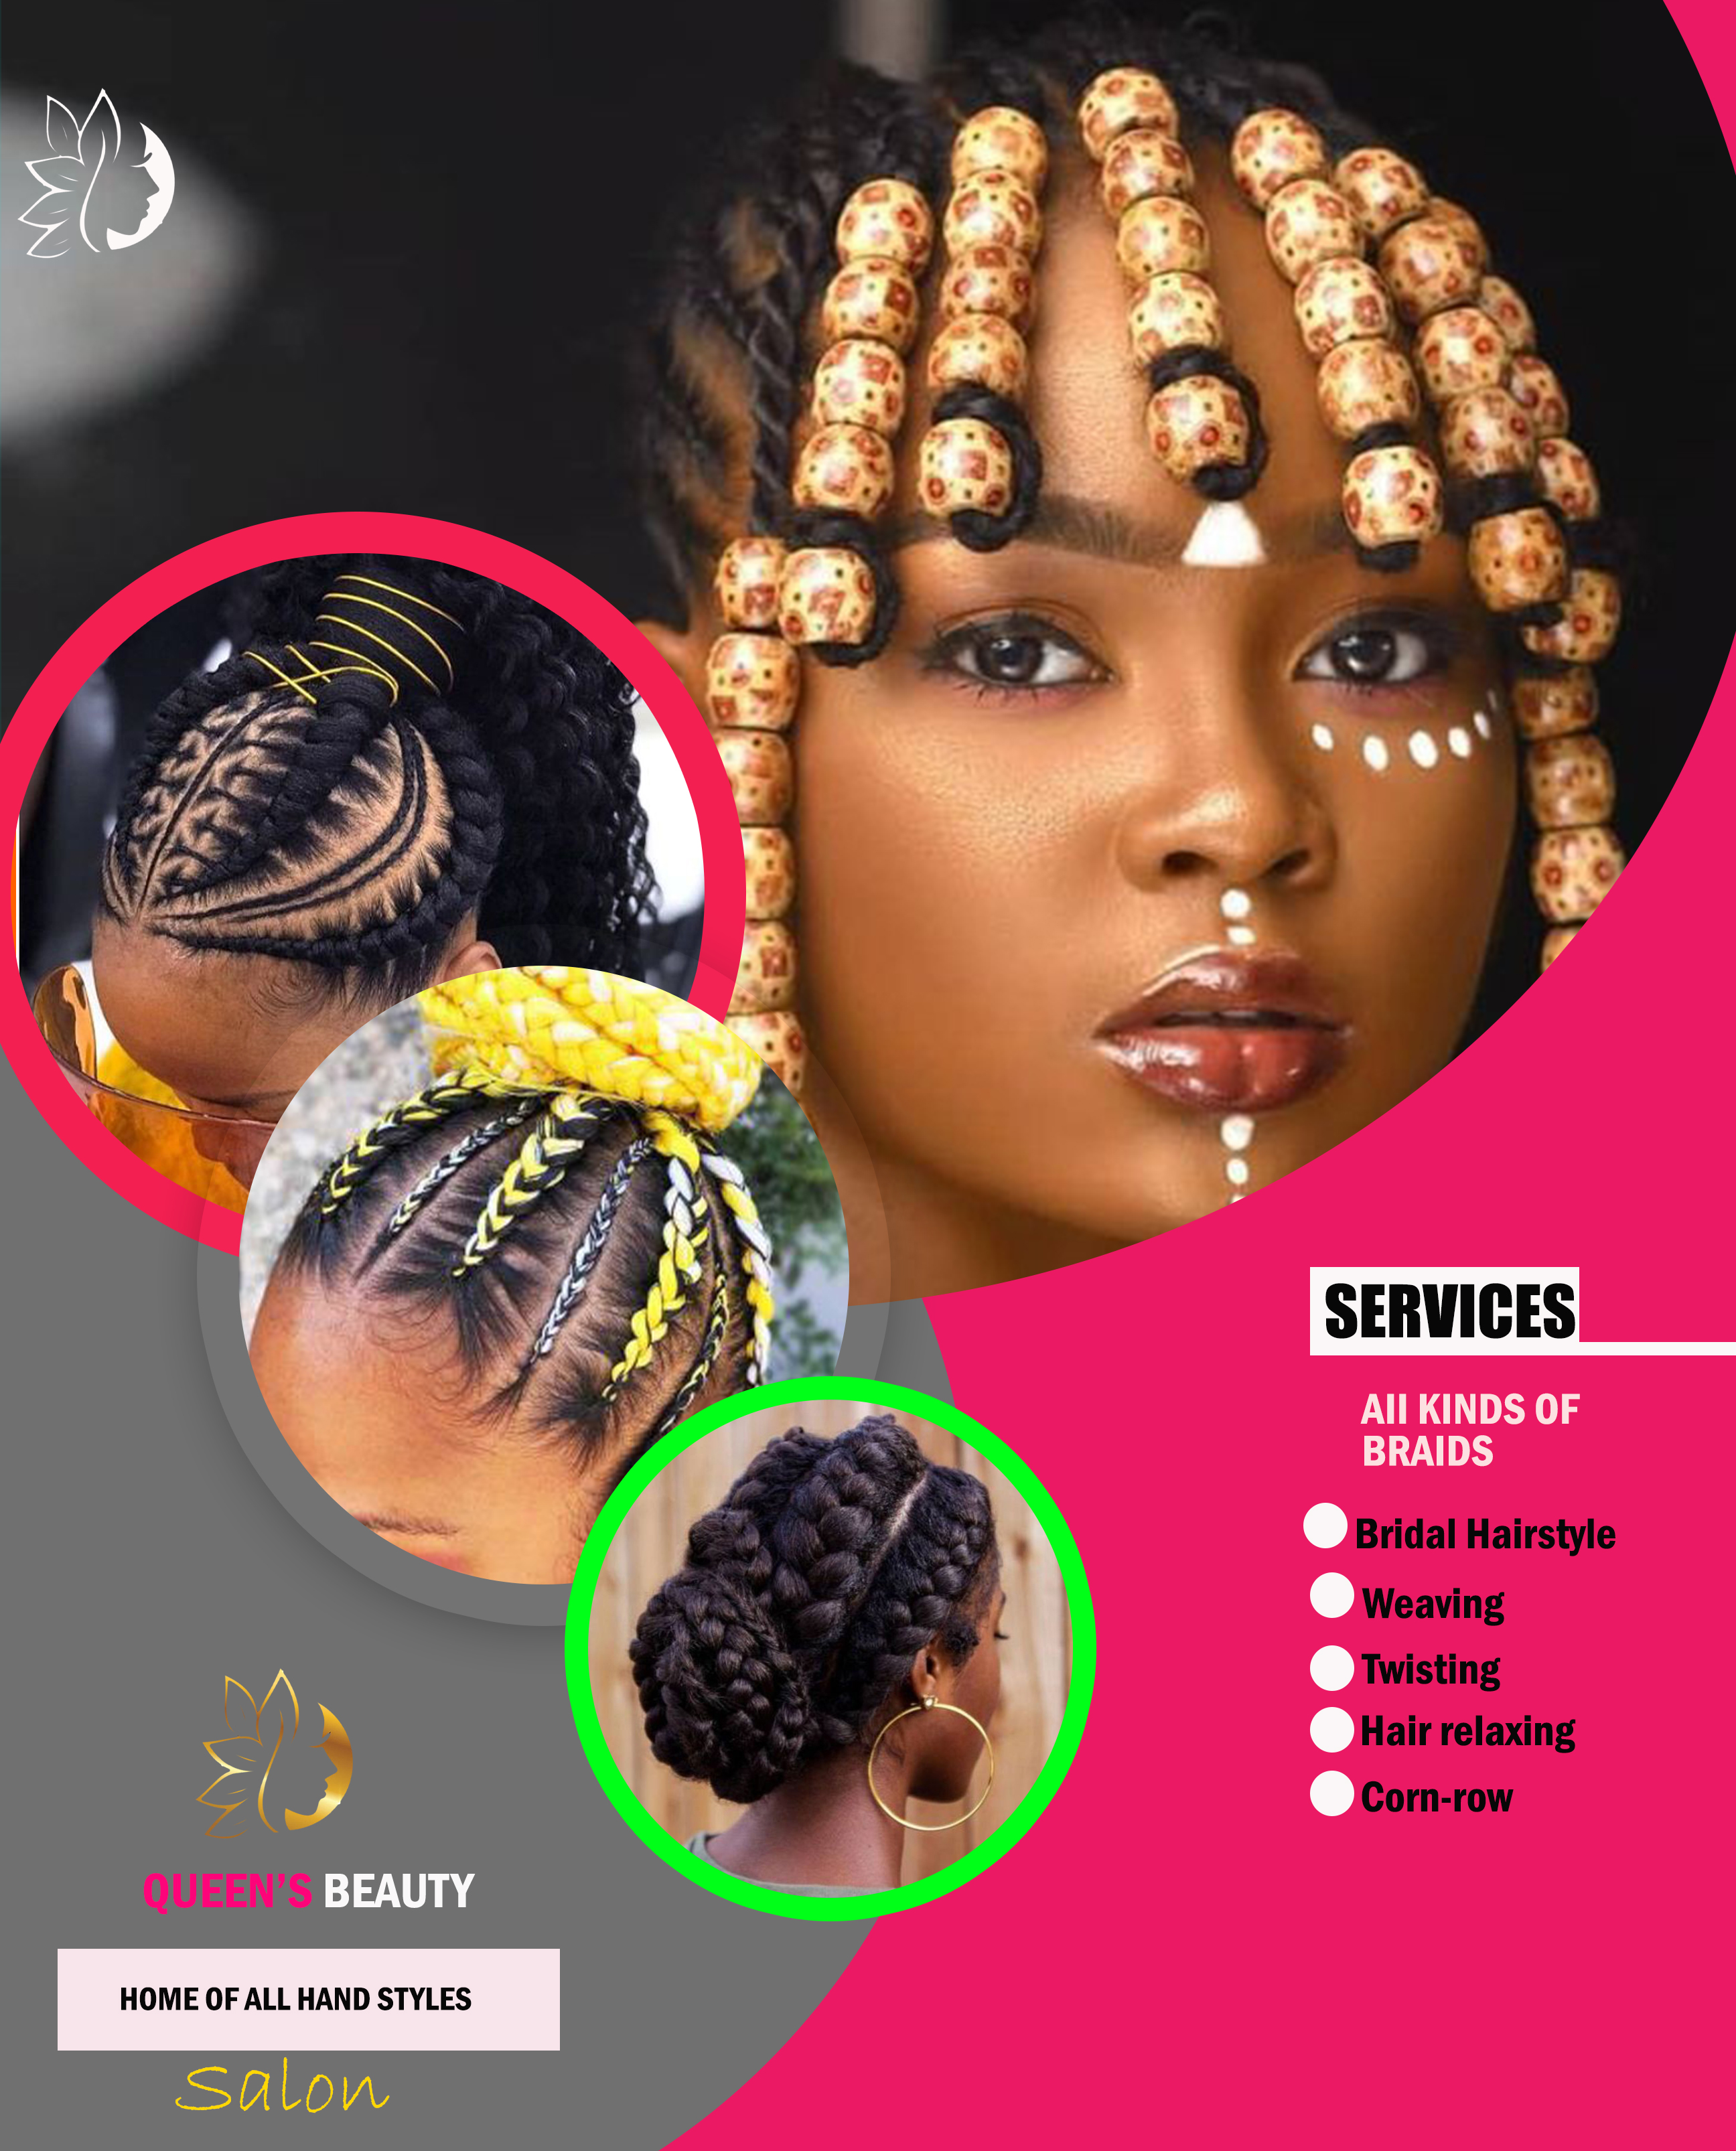 SERVICES
All KINDS OF
BRAIDS
Bridal Hairstyle
Weaving
Twisting
Hair relaxing
Corn-row
QUEEN'S BEAUTY
HOME OF ALL HAND STYLES
Salon